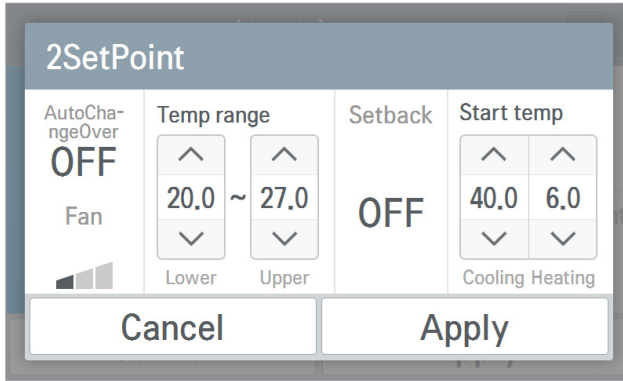 2SetPoint
AutoCha-
ngeOver
OFF
Fan
Temp range
20.0 ~ 27.0
Lower Upper
Setback
OFF
Start temp
40.0 6.0
Cooling Heating
Cancel Apply